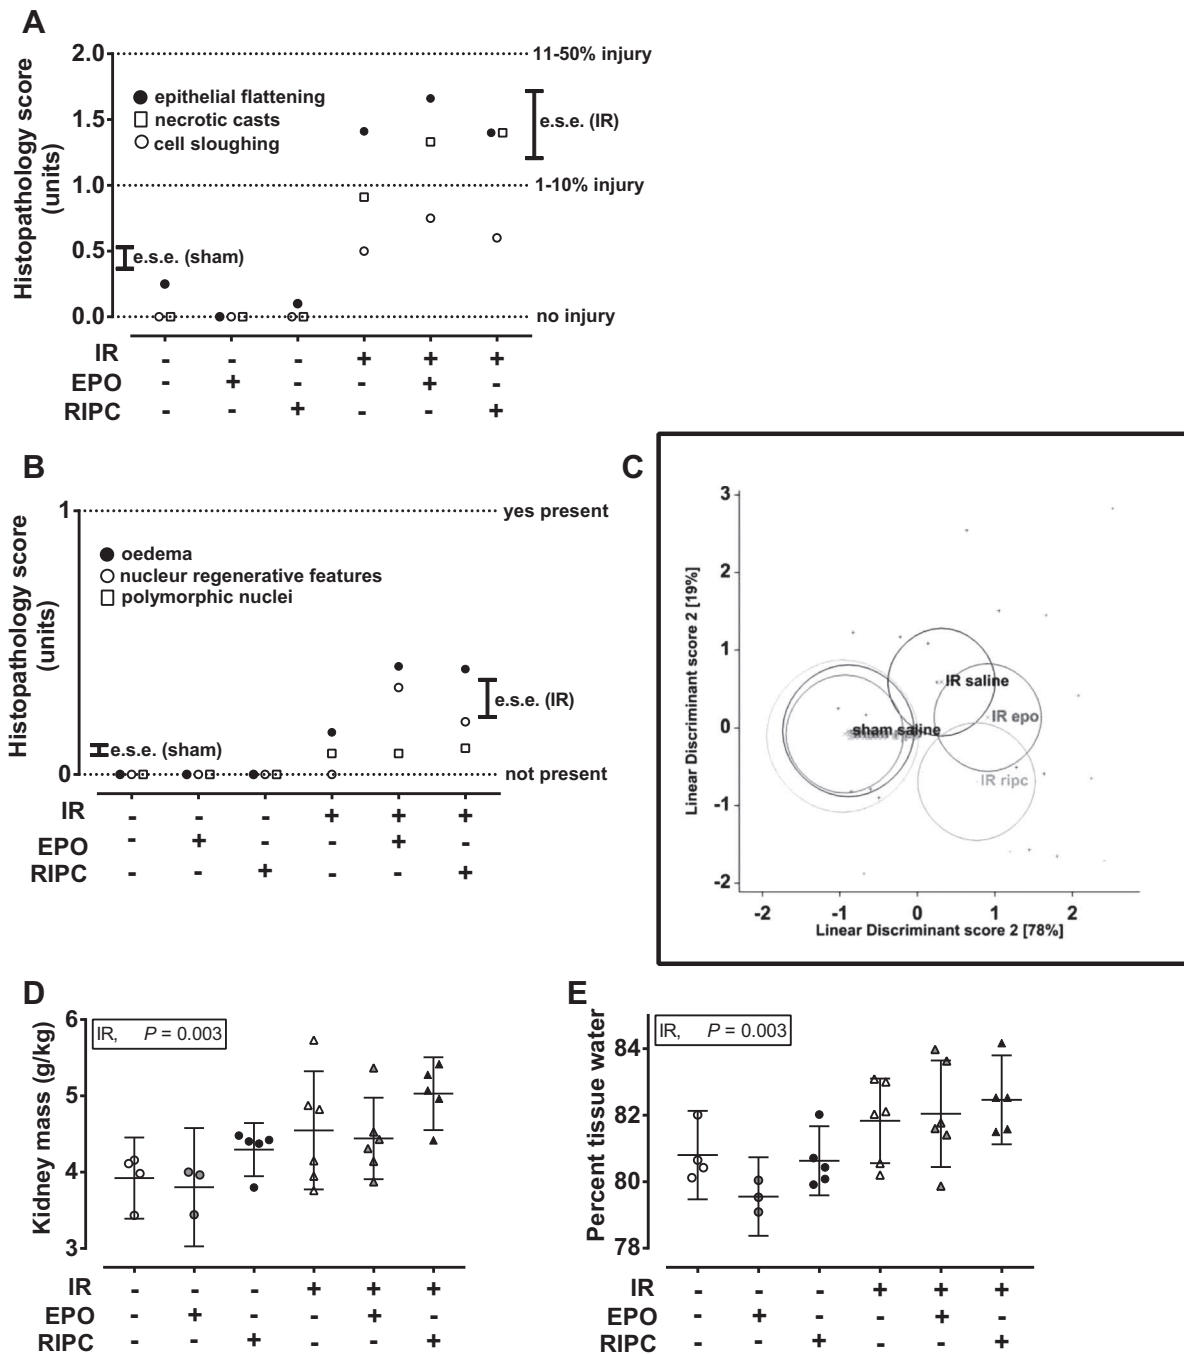 A
Histopathology score
(units)
2.0
1.5
1.0
0.5
0.0
11-50% injury
1-10% injury
no injury
epithelial flattening
necrotic casts
cell sloughing
e.s.e. (IR)
e.s.e. (sham)
IR - - - + + +
EPO - + - - + -
RIPC - - + - - +
B
Histopathology score
(units)
1
0
yes present
not present
oedema
nucleur regenerative features
polymorphic nuclei
e.s.e. (IR)
e.s.e. (sham)
IR - - - + + +
EPO - + - - + -
RIPC - - + - - +
C
Linear Discriminant score 2 [19%]
3
2
1
0
-1
-2
IR saline
IR epo
sham saline
IR ripc
-2 -1 0 1 2
Linear Discriminant score 2 [78%]
D
Kidney mass (g/kg)
6
5
4
3
IR, P = 0.003
IR - - - + + +
EPO - + - - + -
RIPC - - + - - +
E
Percent tissue water
84
82
80
78
IR, P = 0.003
IR - - - + + +
EPO - + - - + -
RIPC - - + - - +